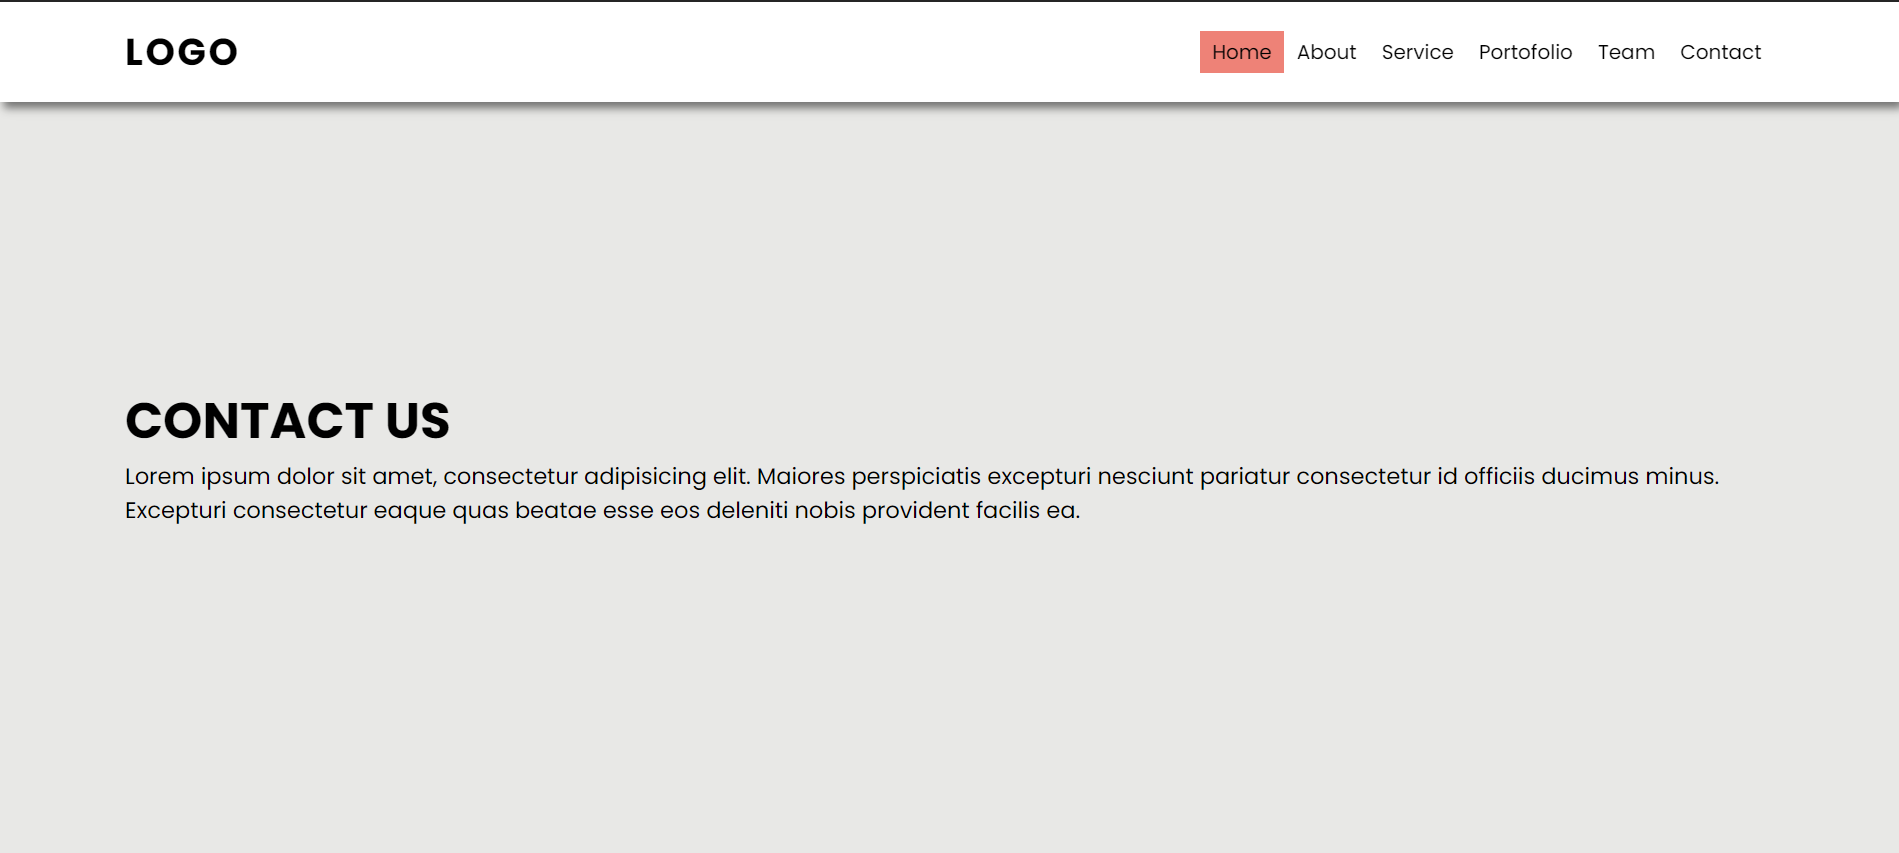 LOGO
Home About Service Portofolio Team Contact
CONTACT US
Lorem ipsum dolor sit amet, consectetur adipisicing elit. Maiores perspiciatis excepturi nesciunt pariatur consectetur id officiis ducimus minus.
Excepturi consectetur eaque quas beatae esse eos deleniti nobis provident facilis ea.